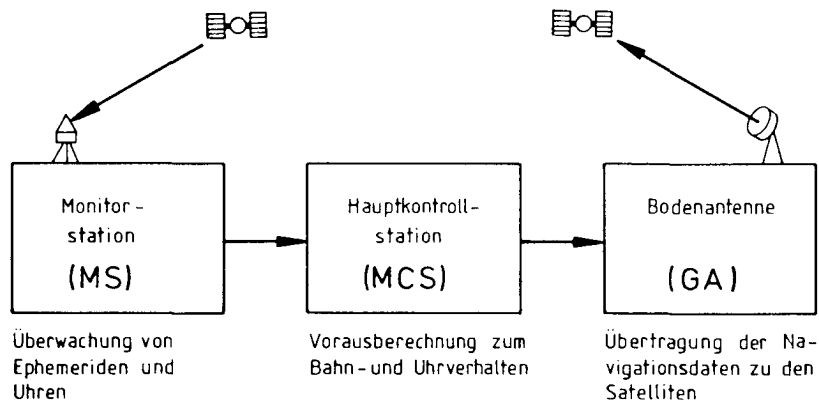 Monitor-
station
(MS)
Hauptkontroll-
station
(MCS)
Bodenantenne
(GA)
Überwachung von
Ephemeriden und
Uhren
Vorausberechnung zum
Bahn-und Uhrverhalten
Übertragung der Na-
vigationsdaten zu den
Satelliten